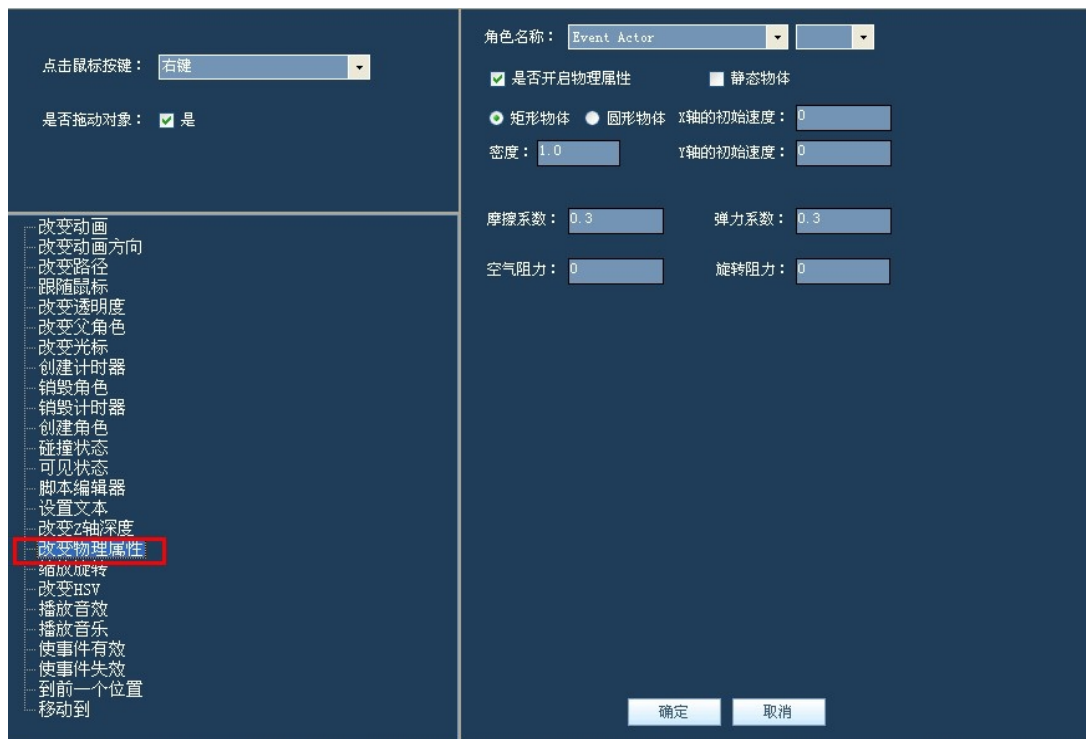 点击鼠标按键： 右键
是否拖动对象： 是
改变动画
改变动画方向
改变路径
跟随鼠标
改变透明度
改变父角色
改变光标
创建计时器
销毁角色
销毁计时器
创建角色
碰撞状态
可见状态
脚本编辑器
设置文本
改变Z轴深度
改变物理属性
缩放旋转
改变HSV
播放音效
播放音乐
使事件有效
使事件失效
到前一个位置
移动到
角色名称： Event Actor
是否开启物理属性 静态物体
矩形物体 圆形物体 X轴的初始速度： 0
密度： 1.0 Y轴的初始速度： 0
摩擦系数： 0.3 弹力系数： 0.3
空气阻力： 0 旋转阻力： 0
确定 取消